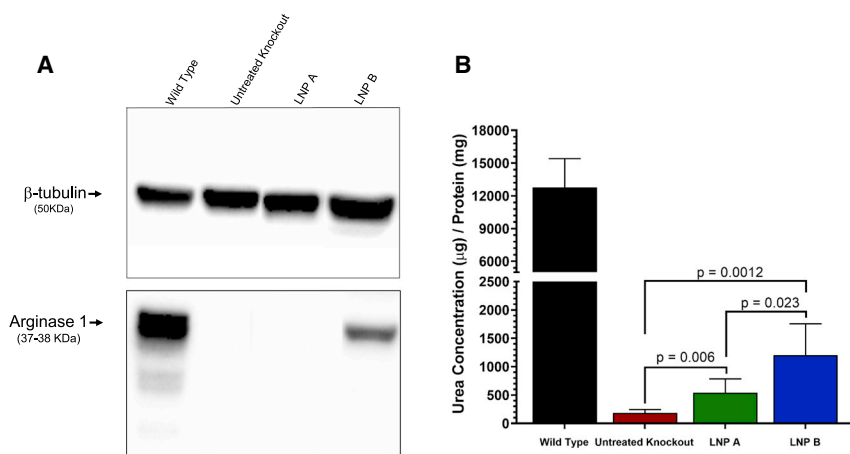 A
Wild Type
Untreated Knockout
LNP A
LNP B
β-tubulin
(50KDa)
Arginase 1
(37-38 KDa)
B
Urea Concentration (μg) / Protein (mg)
18000
15000
12000
9000
6000
2500
2000
1500
1000
500
0
p = 0.0012
p = 0.023
p = 0.006
Wild Type Untreated Knockout LNP A LNP B